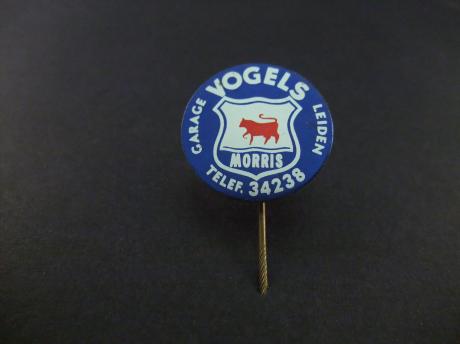 GARAGE VOGELS LEIDEN
MORRIS
TELEF. 34238